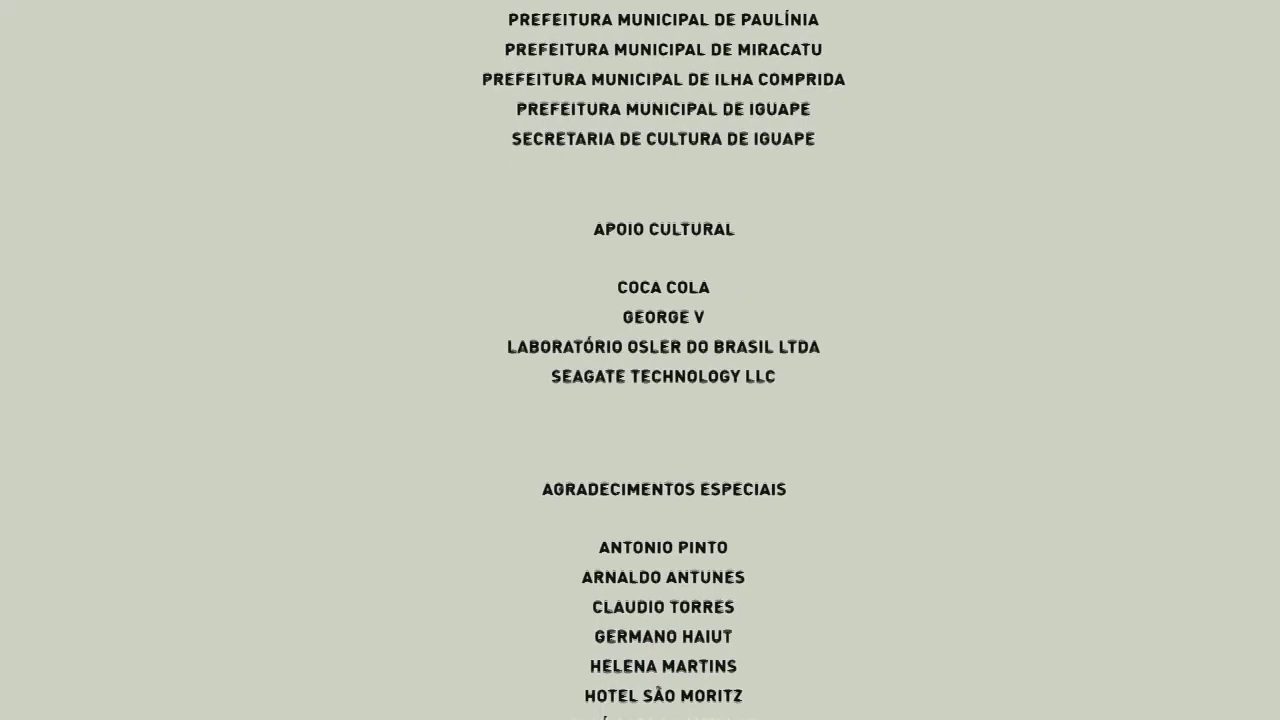 PREFEITURA MUNICIPAL DE PAULÍNIA
PREFEITURA MUNICIPAL DE MIRACATU
PREFEITURA MUNICIPAL DE ILHA COMPRIDA
PREFEITURA MUNICIPAL DE IGUAPE
SECRETARIA DE CULTURA DE IGUAPE
APOIO CULTURAL
COCA COLA
GEORGE V
LABORATÓRIO OSLER DO BRASIL LTDA
SEAGATE TECHNOLOGY LLC
AGRADECIMENTOS ESPECIAIS
ANTONIO PINTO
ARNALDO ANTUNES
CLAUDIO TORRES
GERMANO HAIUT
HELENA MARTINS
HOTEL SÃO MORITZ